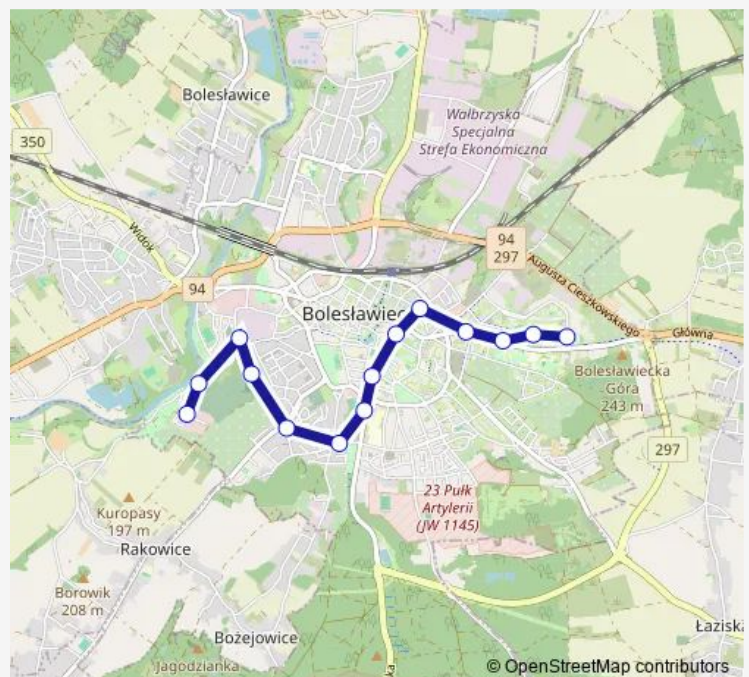 Bolesławice
350
Wałbrzyska
Specjalna
Strefa Ekonomiczna
Widok
94
297
94
Augusta Cieszkowskiego
Główna
Bolesławiec
Bolesławiecka
Góra
243 m
297
23 Pułk
Artylerii
(JW 1145)
Kuropasy
197 m
Rakowice
Borowik
208 m
Bożejowice
Łaziska
Jagodzianka
ka
© OpenStreetMap contributors